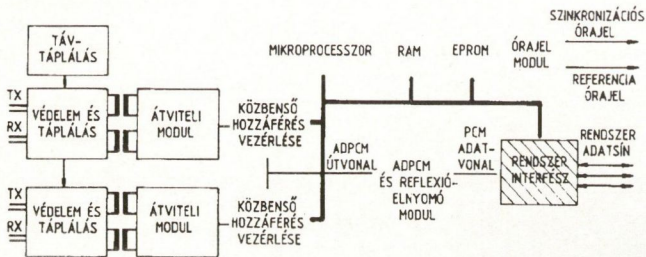 TÁV-
TÁPLÁLÁS
TX
RX
VÉDELEM ÉS
TÁPLÁLÁS
ÁTVITELI
MODUL
KÖZBENSŐ
HOZZÁFÉRÉS
VEZÉRLÉSE
TX
RX
VÉDELEM ÉS
TÁPLÁLÁS
ÁTVITELI
MODUL
KÖZBENSŐ
HOZZÁFÉRÉS
VEZÉRLÉSE
MIKROPROCESSZOR
RAM
EPROM
ÓRAJEL
MODUL
SZINKRONIZÁCIÓS
ÓRAJEL
REFERENCIA
ÓRAJEL
ADPCM
ÚTVONAL
ADPCM
ÉS REFLEXIÓ-
ELNYOMÓ
MODUL
PCM
ADAT-
VONAL
RENDSZER
INTERFÉSZ
RENDSZER
ADATSÍN